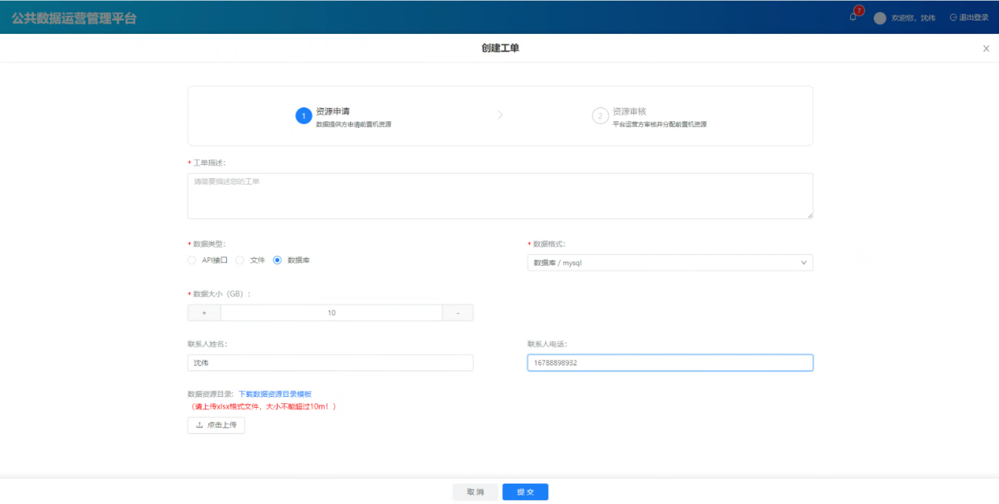 公共数据运营管理平台
7
欢迎您，沈伟
退出登录
创建工单
1
资源申请
数据提供方申请前置机资源
2
资源审核
平台运营方审核并分配前置机资源
* 工单描述：
请简要描述您的工单
* 数据类型：
API接口 文件 数据库
* 数据格式：
数据库 / mysql
* 数据大小（GB）：
+ 10 -
联系人姓名：
沈伟
联系人电话：
16788898932
数据资源目录：下载数据资源目录模板
（请上传xlsx格式文件，大小不能超过10m！）
点击上传
取 消
提 交